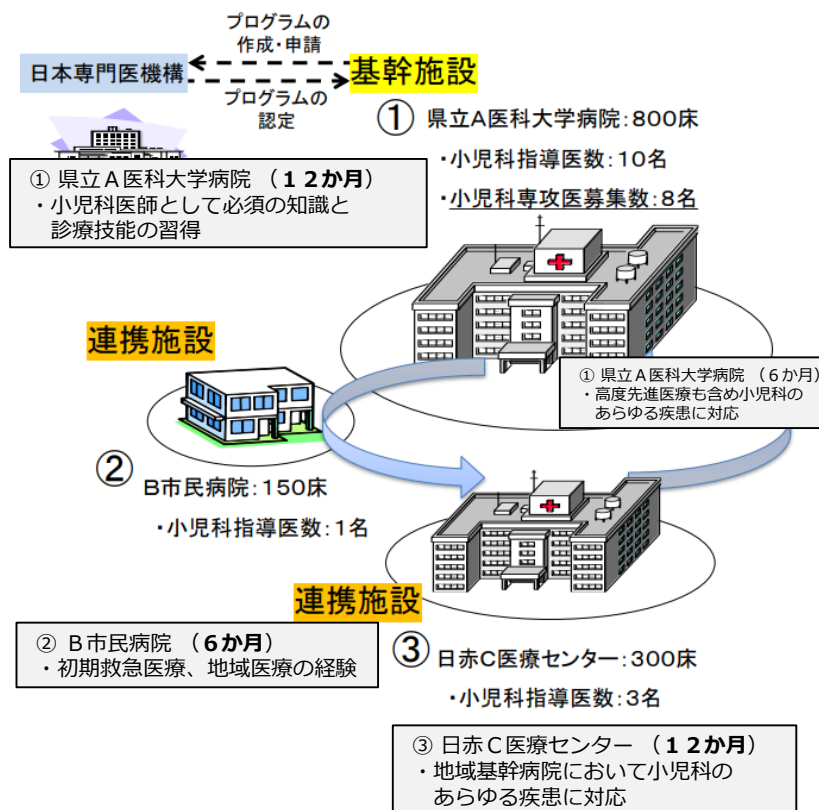 プログラムの
作成・申請
日本専門医機構
基幹施設
プログラムの
認定
① 県立A医科大学病院:800床
・小児科指導医数:10名
・小児科専攻医募集数:8名
① 県立A医科大学病院 (12か月)
・小児科医師として必須の知識と
診療技能の習得
連携施設
① 県立A医科大学病院 (6か月)
・高度先進医療も含め小児科の
あらゆる疾患に対応
② B市民病院:150床
・小児科指導医数:1名
連携施設
② B市民病院 (6か月)
・初期救急医療、地域医療の経験
③ 日赤C医療センター:300床
・小児科指導医数:3名
③ 日赤C医療センター (12か月)
・地域基幹病院において小児科の
あらゆる疾患に対応